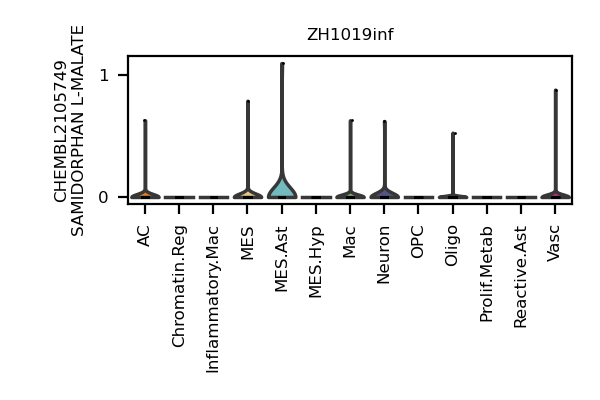 ZH1019inf
CHEMBL2105749
SAMIDORPHAN L-MALATE
1
0
AC
Chromatin.Reg
Inflammatory.Mac
MES
MES.Ast
MES.Hyp
Mac
Neuron
OPC
Oligo
Prolif.Metab
Reactive.Ast
Vasc